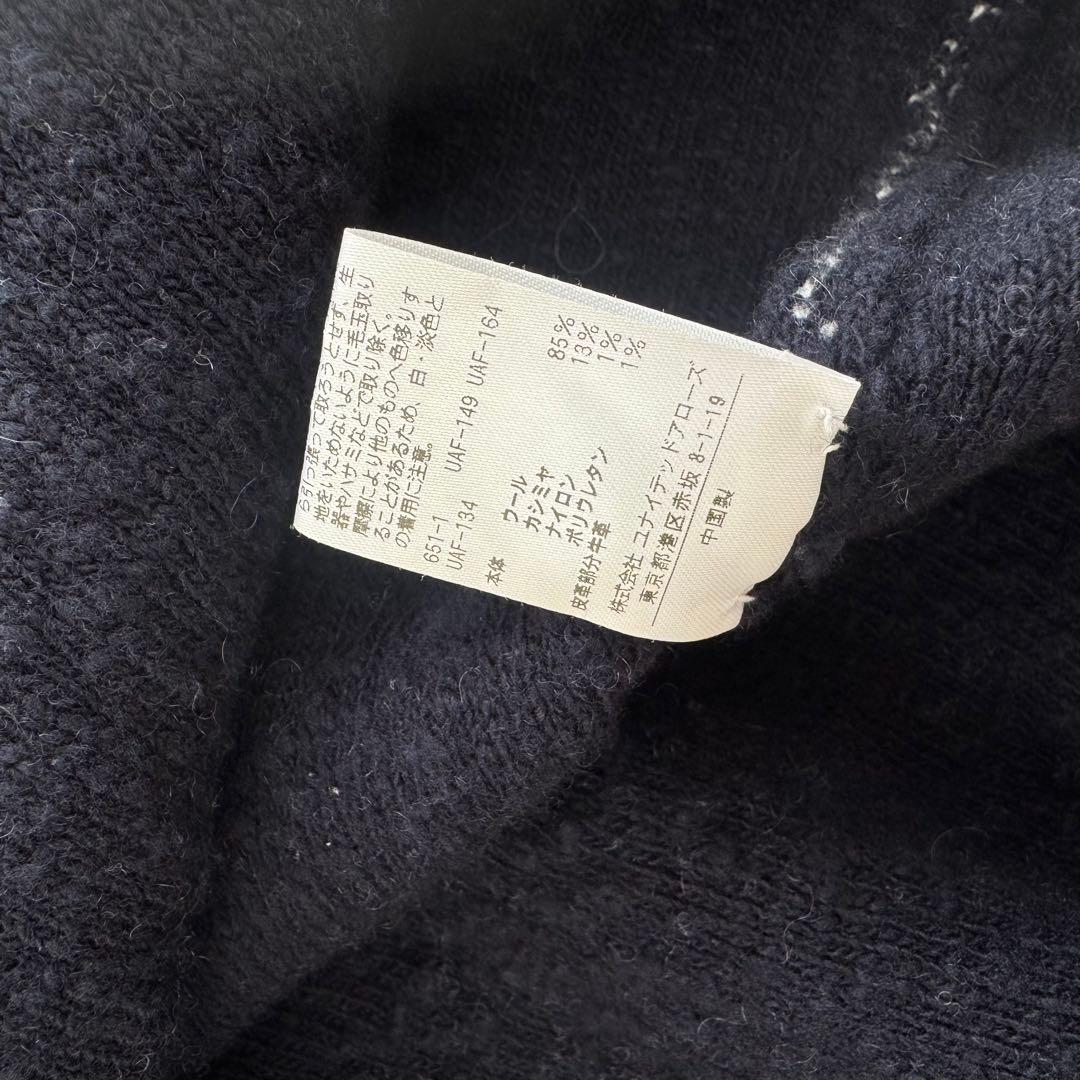 ら引っ張って取ろうとせず、生
地をいためないように毛玉取り
器やハサミなどで取り除く。
摩擦により他のものへ色移りす
ることがあるため、白・淡色と
の着用に注意。
651-1
UAF-134 UAF-149 UAF-164
本体
ウール 85%
カシミヤ 13%
ナイロン 1%
ポリウレタン 1%
皮革部分牛革
株式会社 ユナイテッドアローズ
東京都港区赤坂 8-1-19
中国製